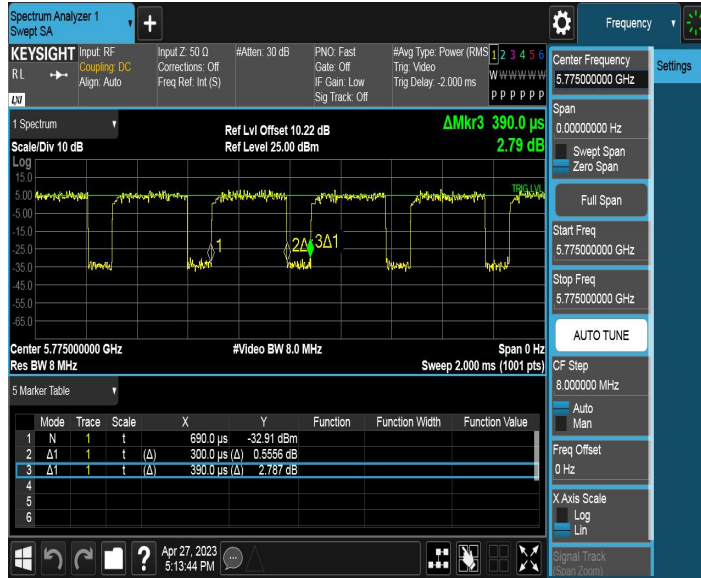 Spectrum Analyzer 1
Swept SA
Frequency
KEYSIGHT
RL
LXI
Input: RF
Coupling: DC
Align: Auto
Input Z: 50 Ω
Corrections: Off
Freq Ref: Int (S)
#Atten: 30 dB
PNO: Fast
Gate: Off
IF Gain: Low
Sig Track: Off
#Avg Type: Power (RMS
Trig: Video
Trig Delay: -2.000 ms
1 2 3 4 5 6
W W W W W W
P P P P P P
1 Spectrum
Scale/Div 10 dB
Ref Lvl Offset 10.22 dB
Ref Level 25.00 dBm
ΔMkr3 390.0 µs
2.79 dB
Log
15.0
5.00
-5.00
-15.0
-25.0
-35.0
-45.0
-55.0
-65.0
TRIG LVL
1
2Δ
3Δ1
Center 5.775000000 GHz
#Video BW 8.0 MHz
Span 0 Hz
Res BW 8 MHz
Sweep 2.000 ms (1001 pts)
5 Marker Table
Mode Trace Scale X Y Function Function Width Function Value
1 N 1 t 690.0 µs -32.91 dBm
2 Δ1 1 t (Δ) 300.0 µs (Δ) 0.5556 dB
3 Δ1 1 t (Δ) 390.0 µs (Δ) 2.787 dB
4
5
6
Apr 27, 2023
5:13:44 PM
?
Center Frequency
5.775000000 GHz
Settings
Span
0.00000000 Hz
Swept Span
Zero Span
Full Span
Start Freq
5.775000000 GHz
Stop Freq
5.775000000 GHz
AUTO TUNE
CF Step
8.000000 MHz
Auto
Man
Freq Offset
0 Hz
X Axis Scale
Log
Lin
Signal Track
(Span Zoom)